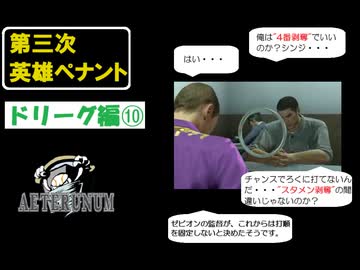 第三次
英雄ペナント
ドリーグ編⑩
AETERUNUM
俺は"４番剥奪"でいい
のか？シンジ・・・
はい・・・
チャンスでろくに打てないん
だ・・・"スタメン剥奪"の間
違いじゃないのか？
ゼピオンの監督が、これからは打順
を固定しないと決めたそうです。